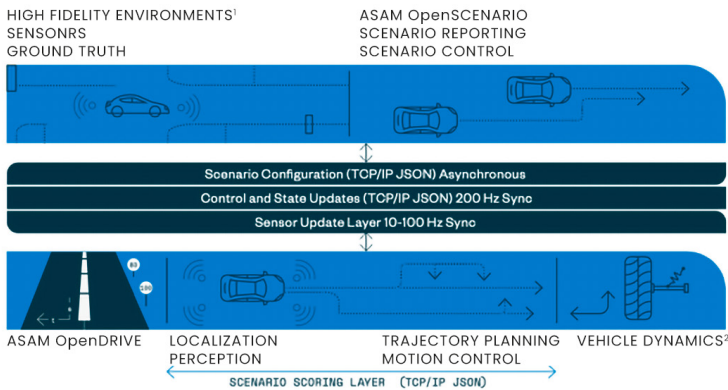 HIGH FIDELITY ENVIRONMENTS¹
SENSONRS
GROUND TRUTH
ASAM OpenSCENARIO
SCENARIO REPORTING
SCENARIO CONTROL
Scenario Configuration (TCP/IP JSON) Asynchronous
Control and State Updates (TCP/IP JSON) 200 Hz Sync
Sensor Update Layer 10-100 Hz Sync
80
100
ASAM OpenDRIVE
LOCALIZATION
PERCEPTION
TRAJECTORY PLANNING
MOTION CONTROL
VEHICLE DYNAMICS²
SCENARIO SCORING LAYER (TCP/IP JSON)